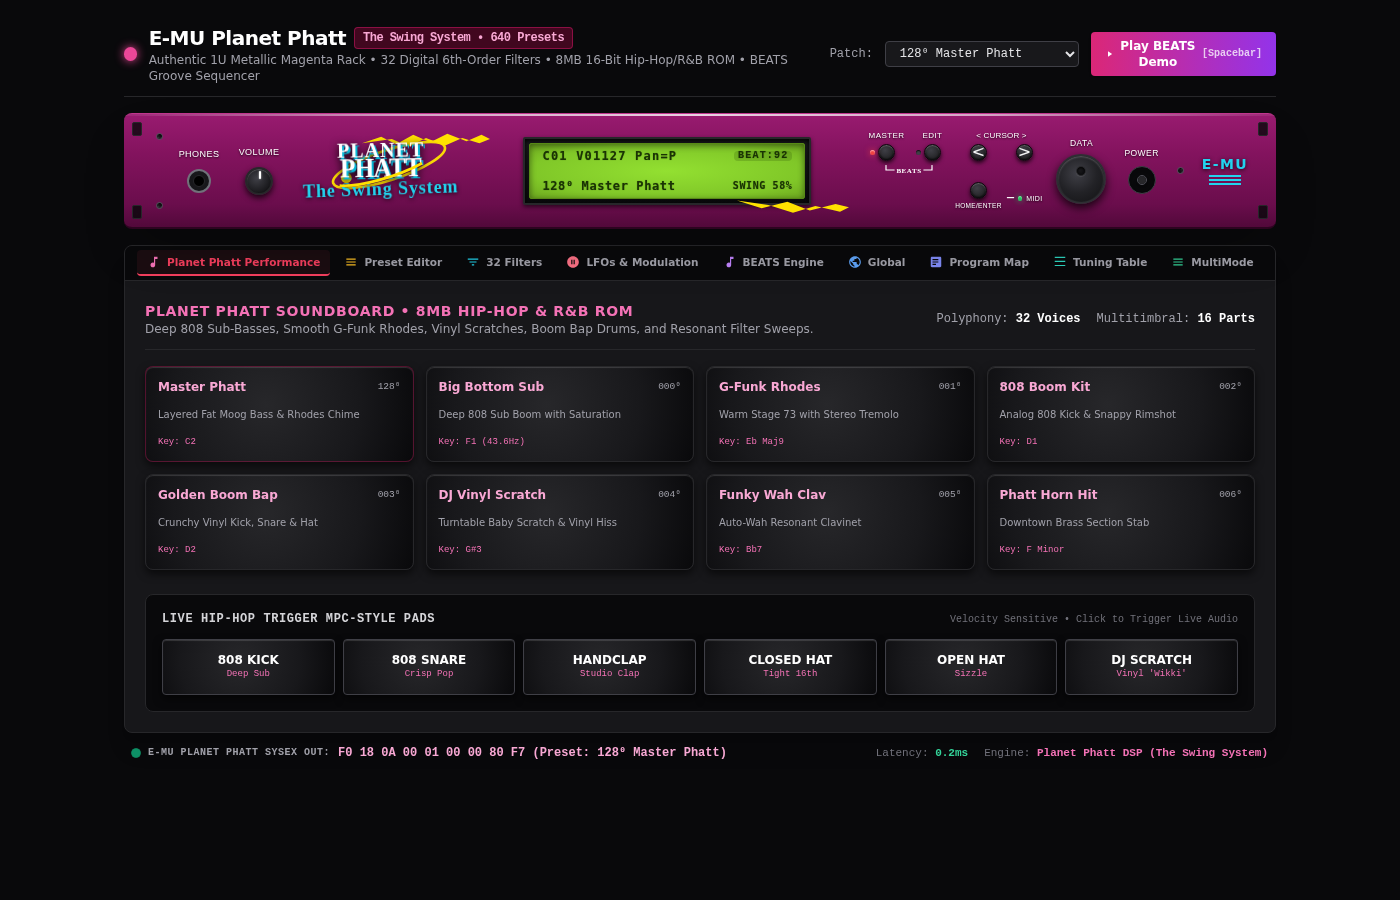 E-MU Planet Phatt The Swing System • 640 Presets
Authentic 1U Metallic Magenta Rack • 32 Digital 6th-Order Filters • 8MB 16-Bit Hip-Hop/R&B ROM • BEATS
Groove Sequencer
Patch: 128⁰ Master Phatt
Play BEATS Demo [Spacebar]
PHONES VOLUME
PLANET
PHATT
The Swing System
C01 V01127 Pan=P BEAT:92
128⁰ Master Phatt SWING 58%
MASTER EDIT < CURSOR >
< >
BEATS
HOME/ENTER MIDI
DATA
POWER
E-MU
Planet Phatt Performance Preset Editor 32 Filters LFOs & Modulation BEATS Engine Global Program Map Tuning Table MultiMode
PLANET PHATT SOUNDBOARD • 8MB HIP-HOP & R&B ROM
Deep 808 Sub-Basses, Smooth G-Funk Rhodes, Vinyl Scratches, Boom Bap Drums, and Resonant Filter Sweeps.
Polyphony: 32 Voices Multitimbral: 16 Parts
Master Phatt 128⁰
Layered Fat Moog Bass & Rhodes Chime
Key: C2
Big Bottom Sub 000⁰
Deep 808 Sub Boom with Saturation
Key: F1 (43.6Hz)
G-Funk Rhodes 001⁰
Warm Stage 73 with Stereo Tremolo
Key: Eb Maj9
808 Boom Kit 002⁰
Analog 808 Kick & Snappy Rimshot
Key: D1
Golden Boom Bap 003⁰
Crunchy Vinyl Kick, Snare & Hat
Key: D2
DJ Vinyl Scratch 004⁰
Turntable Baby Scratch & Vinyl Hiss
Key: G#3
Funky Wah Clav 005⁰
Auto-Wah Resonant Clavinet
Key: Bb7
Phatt Horn Hit 006⁰
Downtown Brass Section Stab
Key: F Minor
LIVE HIP-HOP TRIGGER MPC-STYLE PADS
Velocity Sensitive • Click to Trigger Live Audio
808 KICK
Deep Sub
808 SNARE
Crisp Pop
HANDCLAP
Studio Clap
CLOSED HAT
Tight 16th
OPEN HAT
Sizzle
DJ SCRATCH
Vinyl 'Wikki'
E-MU PLANET PHATT SYSEX OUT: F0 18 0A 00 01 00 00 80 F7 (Preset: 128⁰ Master Phatt)
Latency: 0.2ms Engine: Planet Phatt DSP (The Swing System)